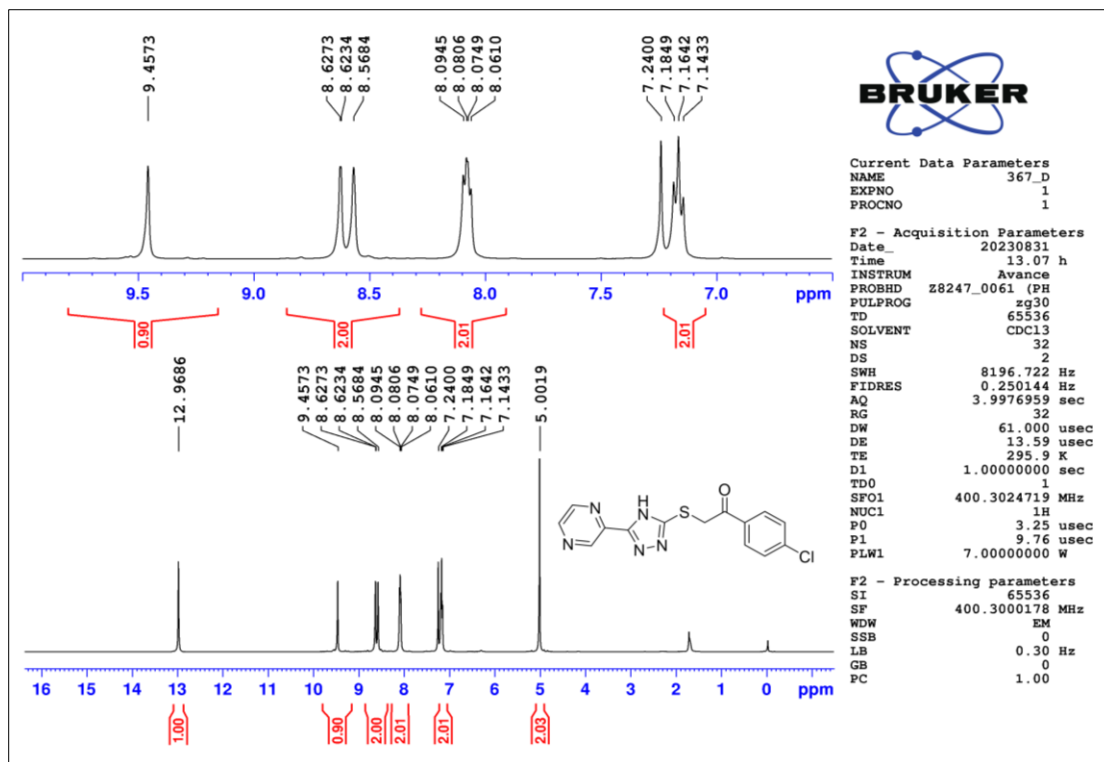 9.4573
8.6273
8.6234
8.5684
8.0945
8.0806
8.0749
8.0610
7.2400
7.1849
7.1642
7.1433
9.5 9.0 8.5 8.0 7.5 7.0 ppm
0.90 2.00 2.01 2.01
12.9686
9.4573
8.6273
8.6234
8.5684
8.0945
8.0806
8.0749
8.0610
7.2400
7.1849
7.1642
7.1433
5.0019
N
N
H
N
N
N
S
O
Cl
16 15 14 13 12 11 10 9 8 7 6 5 4 3 2 1 0 ppm
1.00 0.90 2.00 2.01 2.01 2.03
BRUKER
Current Data Parameters
NAME 367_D
EXPNO 1
PROCNO 1
F2 - Acquisition Parameters
Date_ 20230831
Time 13.07 h
INSTRUM Avance
PROBHD Z8247_0061 (PH
PULPROG zg30
TD 65536
SOLVENT CDCl3
NS 32
DS 2
SWH 8196.722 Hz
FIDRES 0.250144 Hz
AQ 3.9976959 sec
RG 32
DW 61.000 usec
DE 13.59 usec
TE 295.9 K
D1 1.00000000 sec
TD0 1
SFO1 400.3024719 MHz
NUC1 1H
P0 3.25 usec
P1 9.76 usec
PLW1 7.00000000 W
F2 - Processing parameters
SI 65536
SF 400.3000178 MHz
WDW EM
SSB 0
LB 0.30 Hz
GB 0
PC 1.00